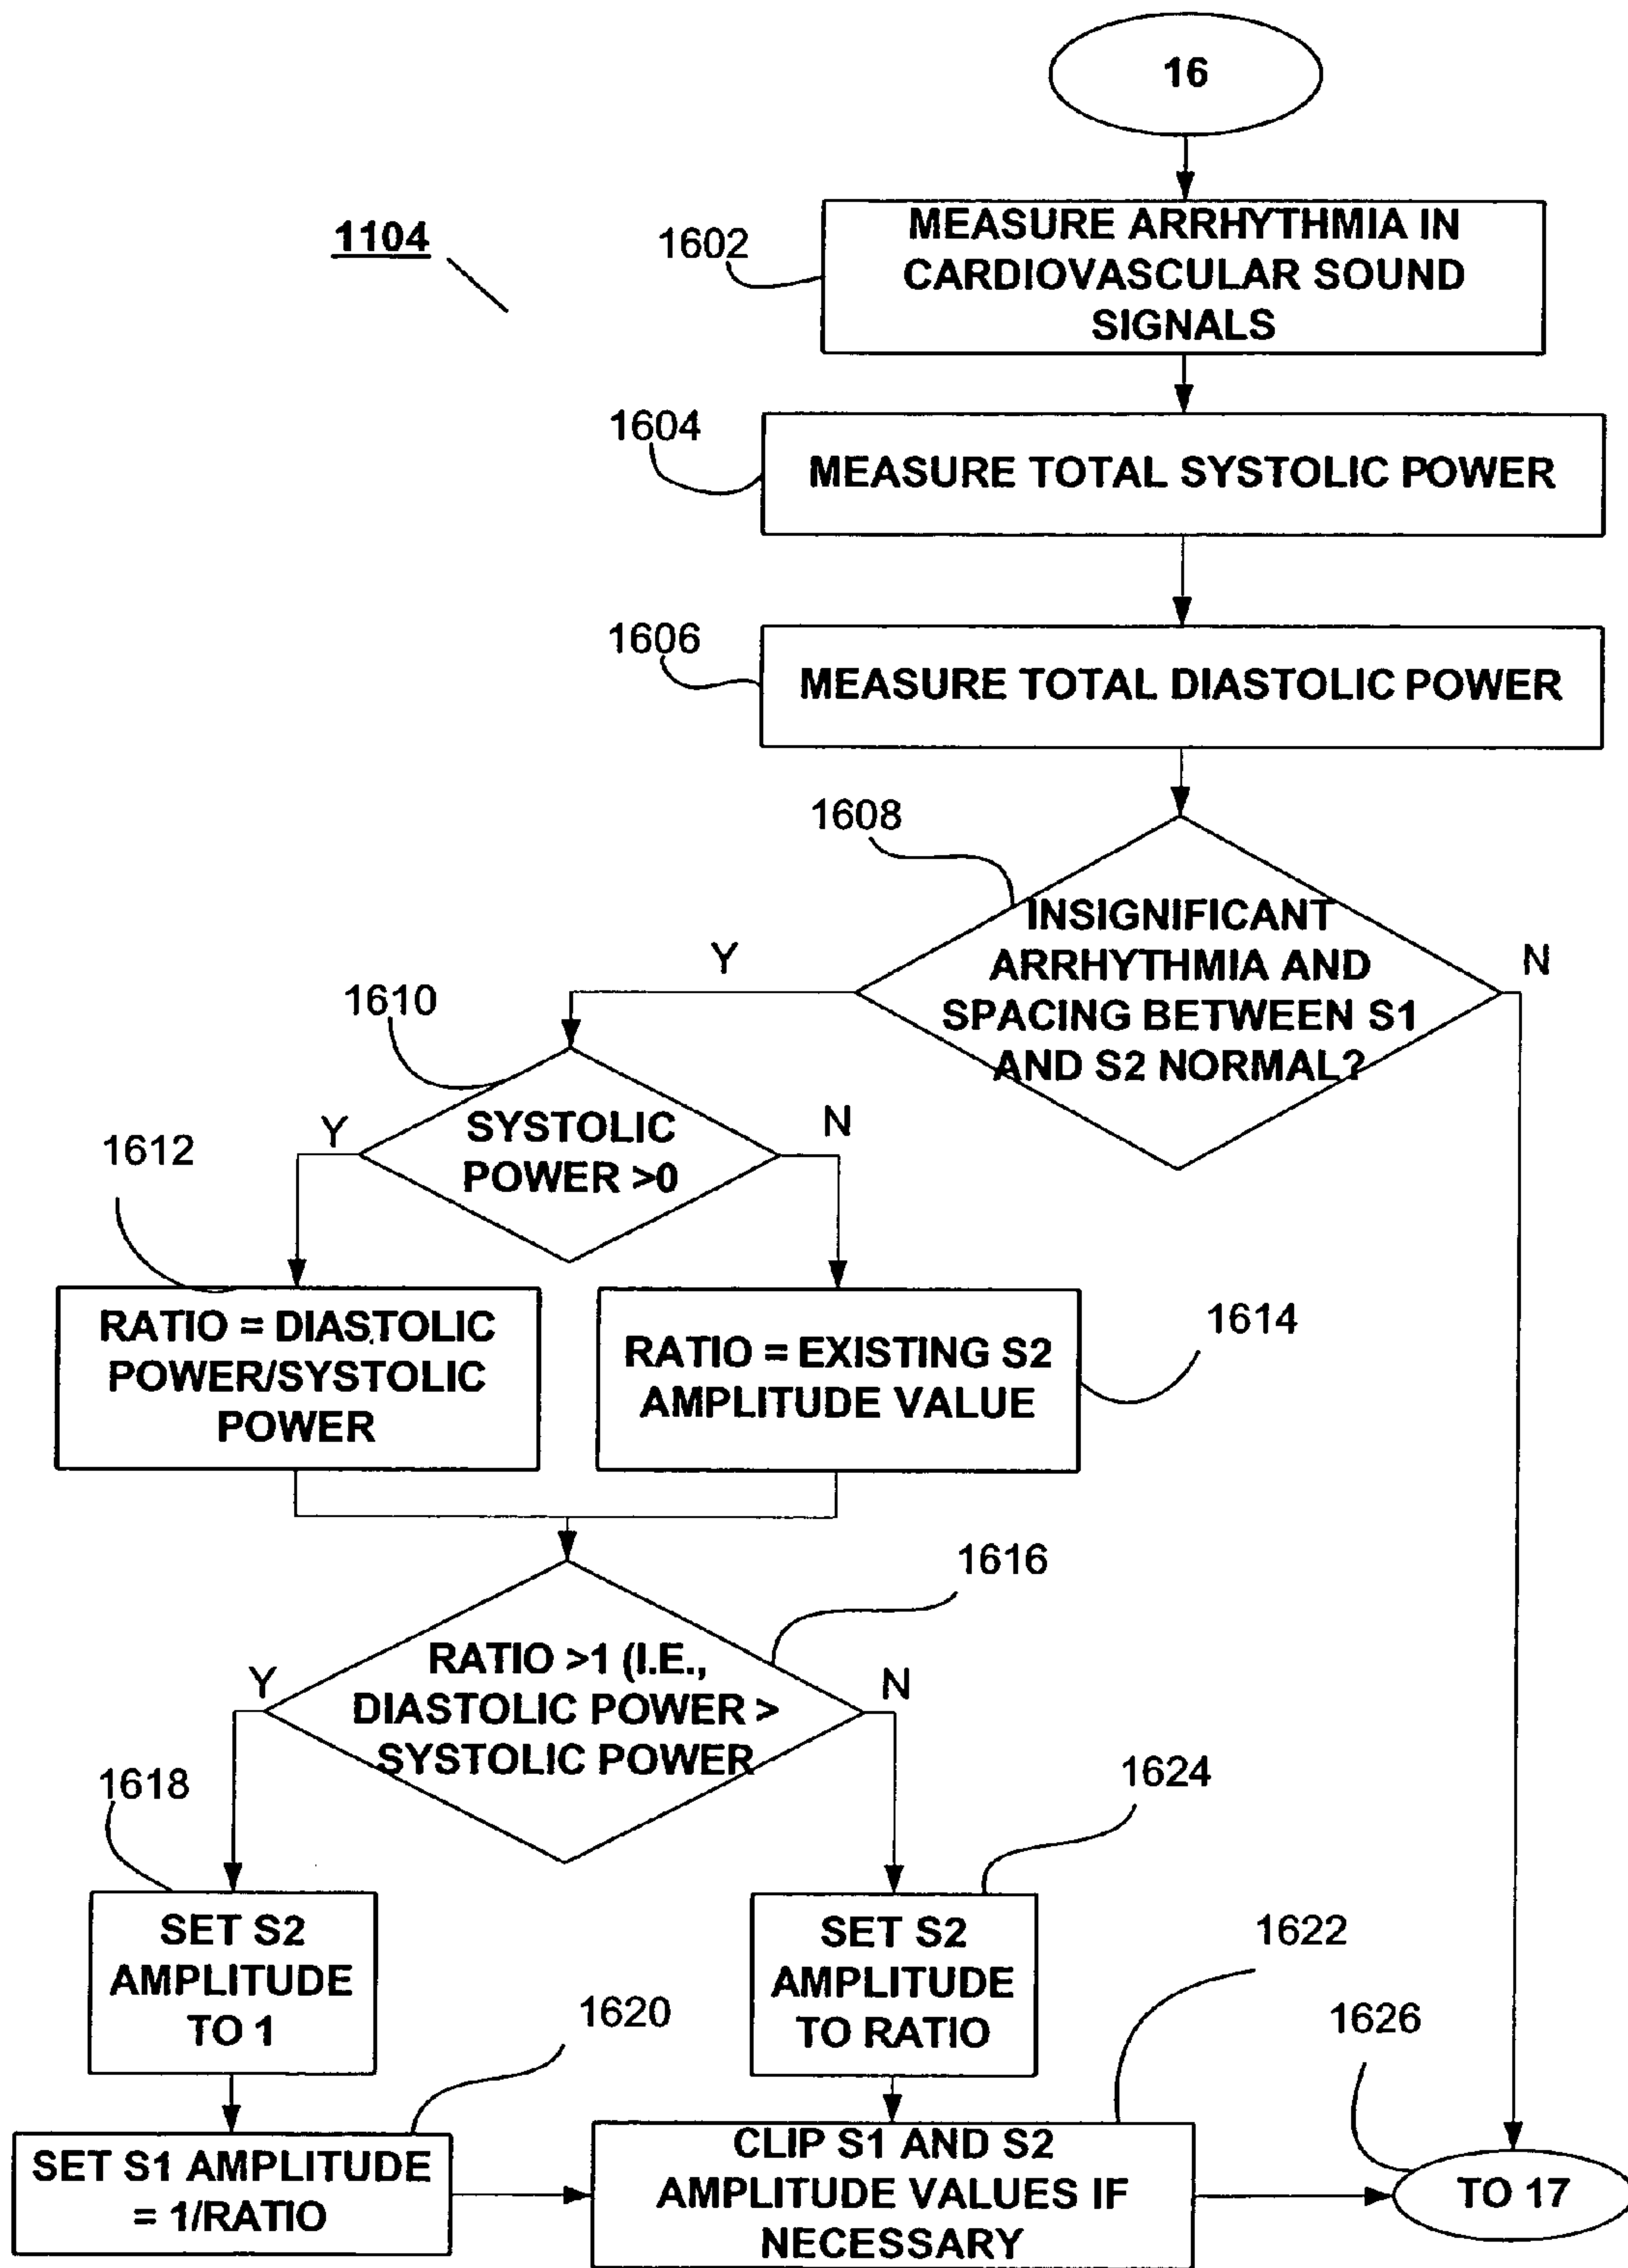 16
1104
1602
MEASURE ARRHYTHMIA IN
CARDIOVASCULAR SOUND
SIGNALS
1604
MEASURE TOTAL SYSTOLIC POWER
1606
MEASURE TOTAL DIASTOLIC POWER
1608
INSIGNIFICANT
ARRHYTHMIA AND
SPACING BETWEEN S1
AND S2 NORMAL?
Y
N
1610
SYSTOLIC
POWER >0
Y
N
1612
RATIO = DIASTOLIC
POWER/SYSTOLIC
POWER
RATIO = EXISTING S2
AMPLITUDE VALUE
1614
1616
RATIO >1 (I.E.,
DIASTOLIC POWER >
SYSTOLIC POWER
Y
N
1618
SET S2
AMPLITUDE
TO 1
1624
SET S2
AMPLITUDE
TO RATIO
1620
SET S1 AMPLITUDE
= 1/RATIO
1622
CLIP S1 AND S2
AMPLITUDE VALUES IF
NECESSARY
1626
TO 17